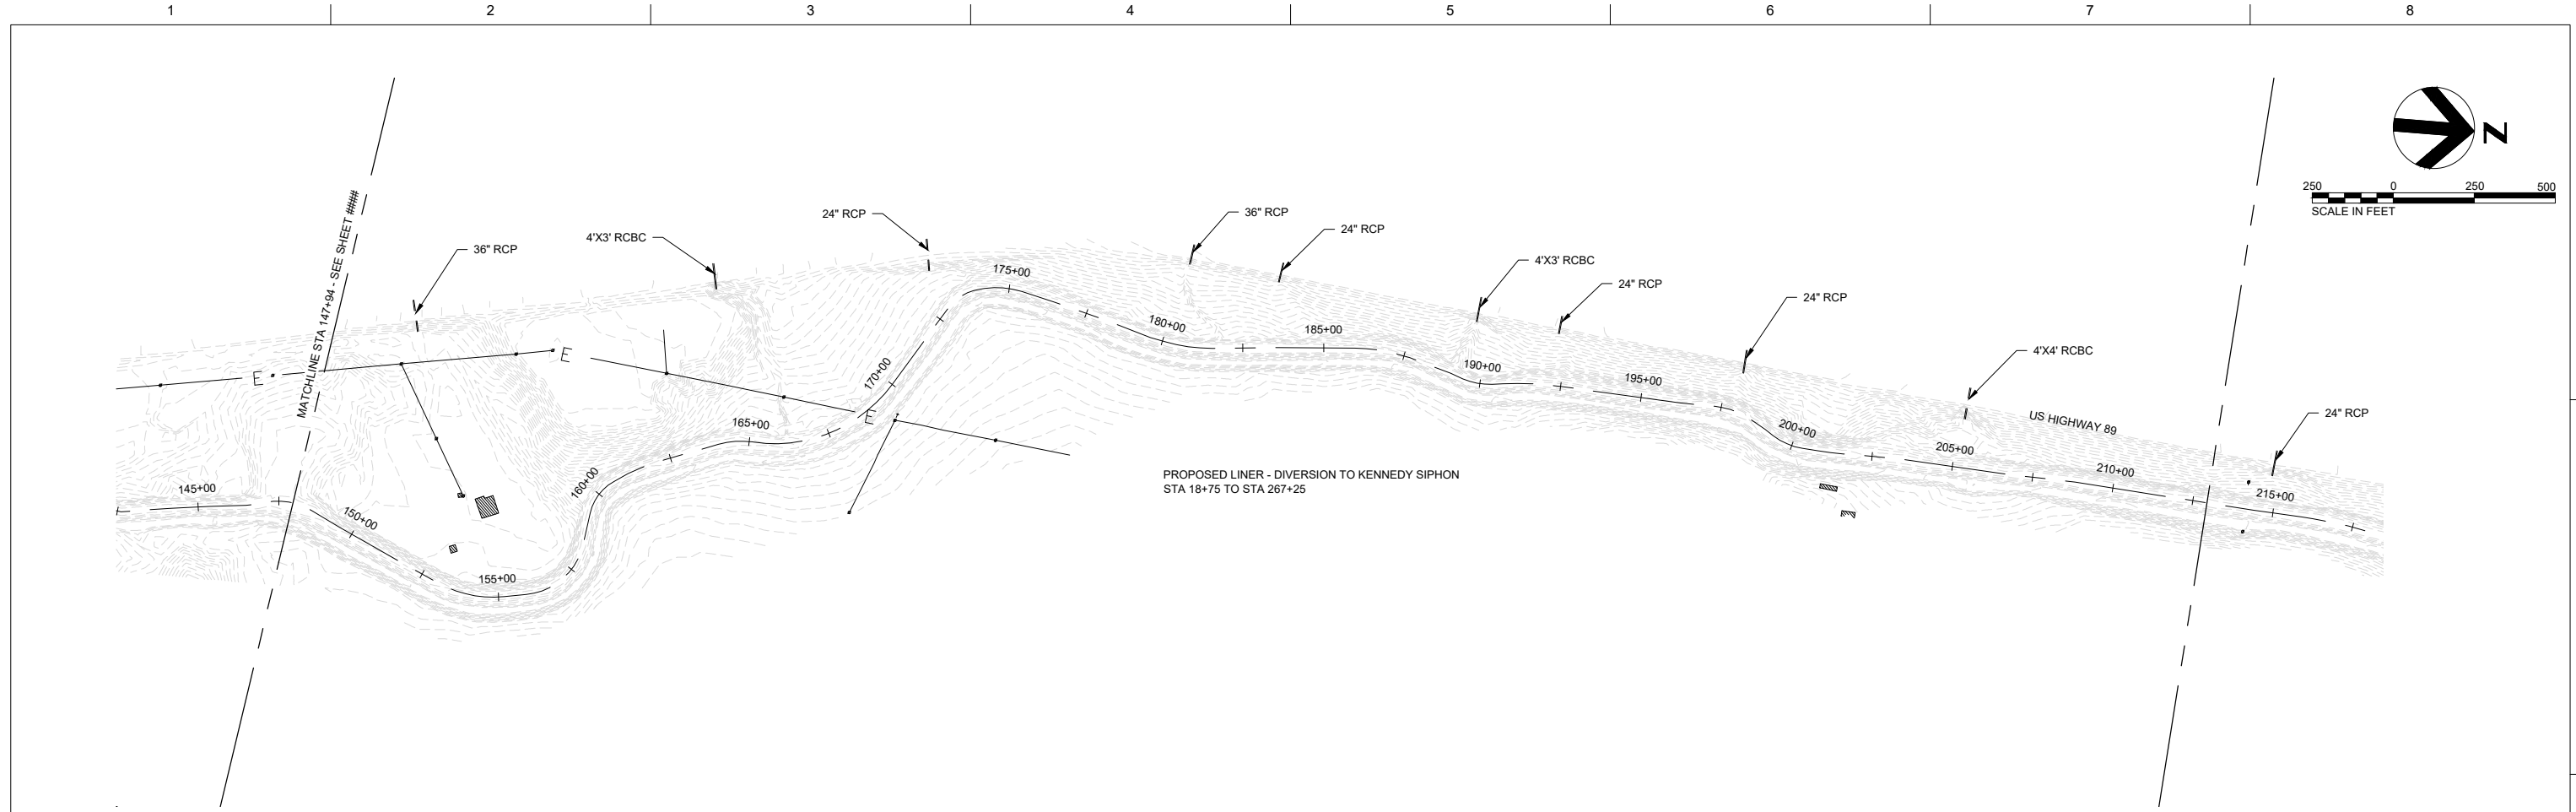 1 2 3 4 5 6 7 8
N
250 0 250 500
SCALE IN FEET
MATCHLINE STA 147+94 - SEE SHEET ####
36" RCP
4'X3' RCBC
24" RCP
36" RCP
24" RCP
4'X3' RCBC
24" RCP
24" RCP
4'X4' RCBC
US HIGHWAY 89
24" RCP
E
E
E
145+00
150+00
155+00
160+00
165+00
170+00
175+00
180+00
185+00
190+00
195+00
200+00
205+00
210+00
215+00
PROPOSED LINER - DIVERSION TO KENNEDY SIPHON
STA 18+75 TO STA 267+25